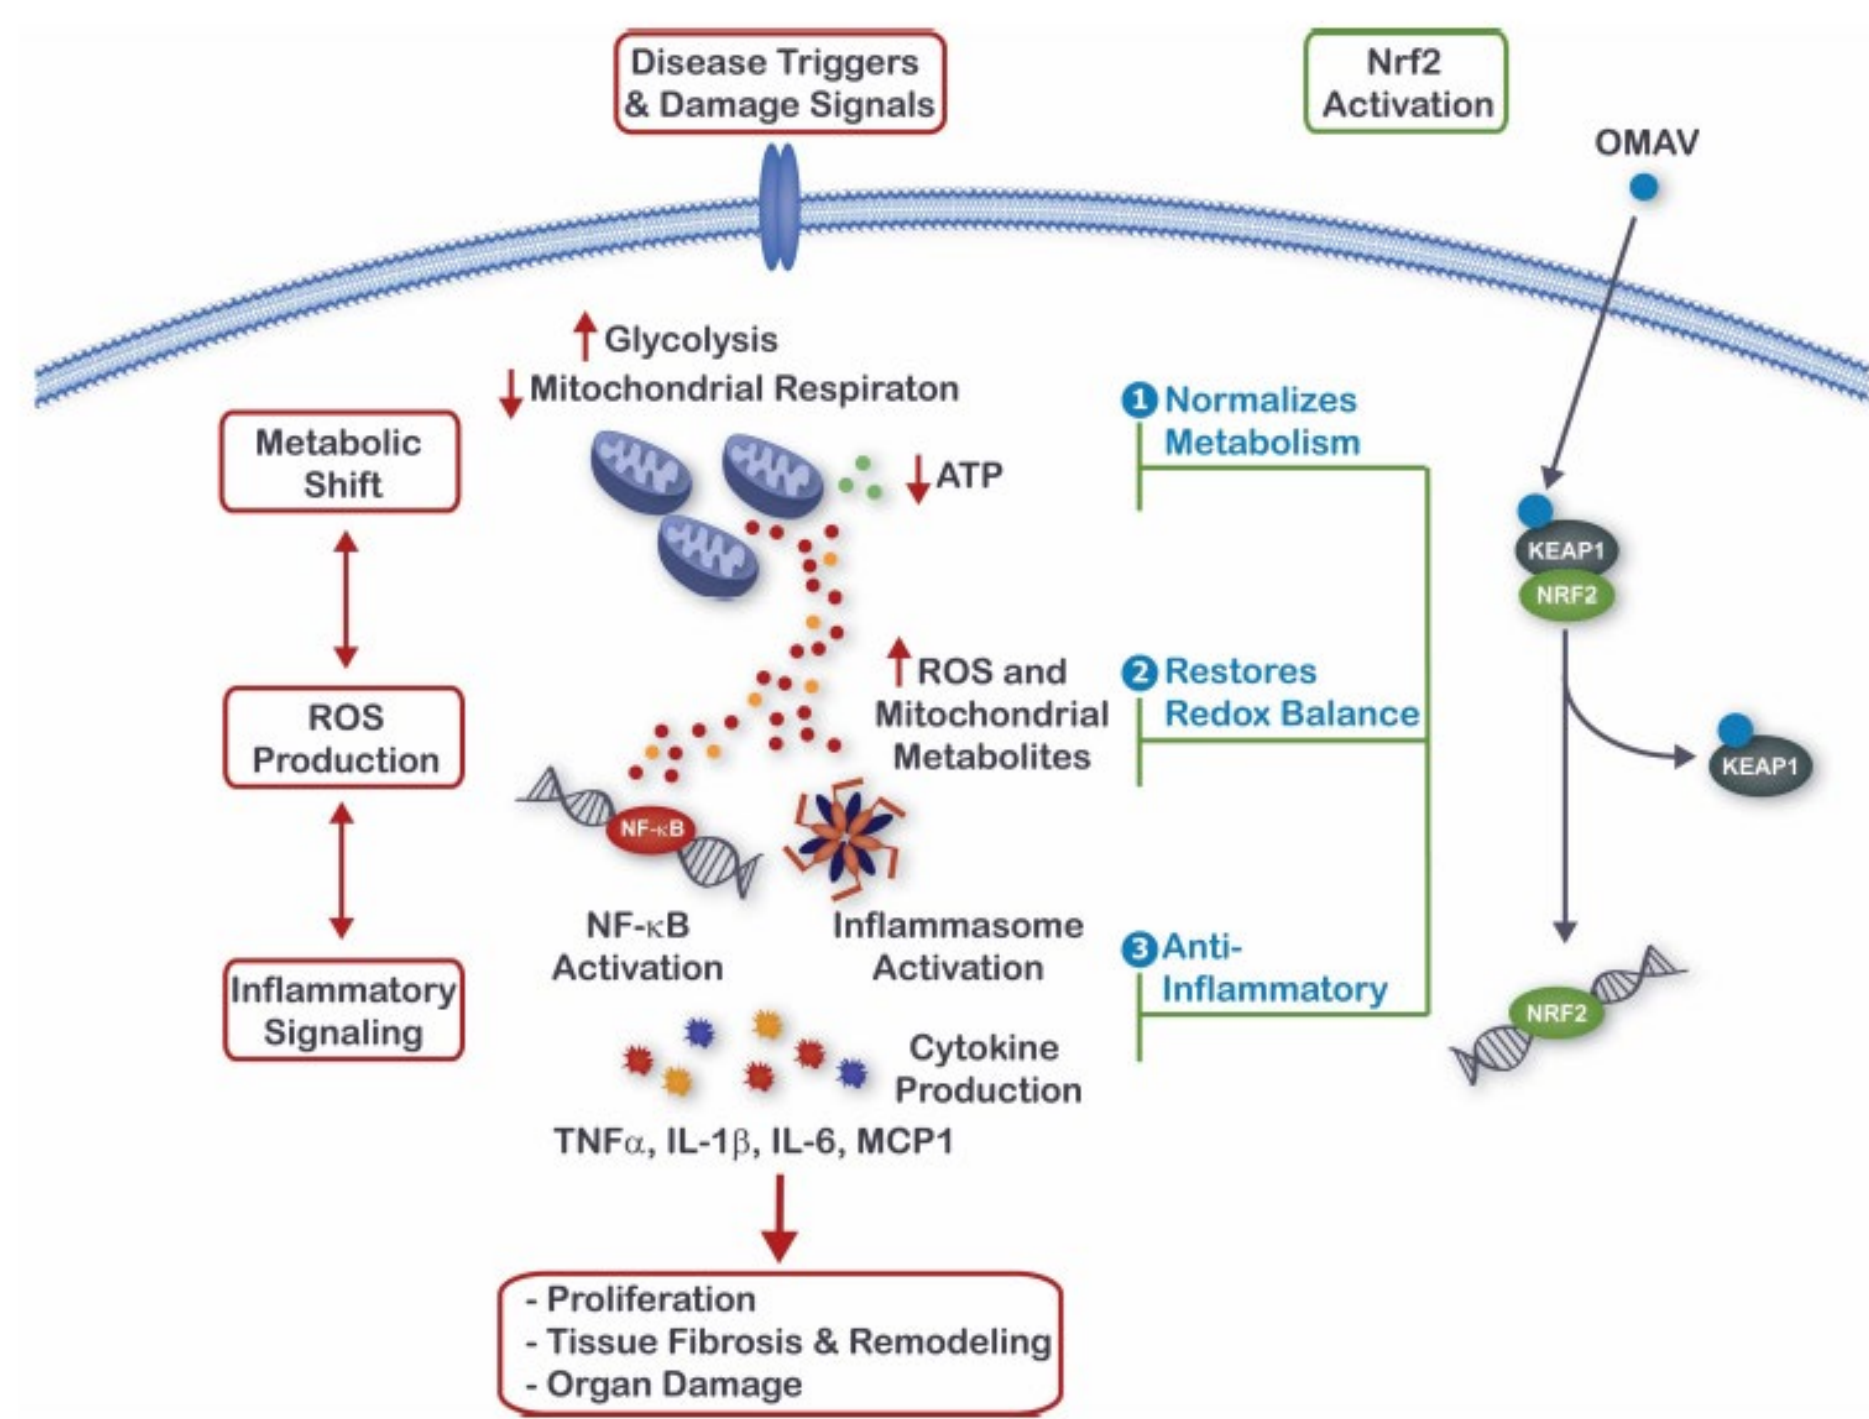 Disease Triggers
& Damage Signals
Nrf2
Activation
OMAV
Glycolysis
Mitochondrial Respiraton
Metabolic
Shift
ATP
1 Normalizes
Metabolism
KEAP1
NRF2
ROS
Production
ROS and
Mitochondrial
Metabolites
2 Restores
Redox Balance
KEAP1
NF-κB
NF-κB
Activation
Inflammasome
Activation
3 Anti-
Inflammatory
Inflammatory
Signaling
NRF2
Cytokine
Production
TNFα, IL-1β, IL-6, MCP1
- Proliferation
- Tissue Fibrosis & Remodeling
- Organ Damage